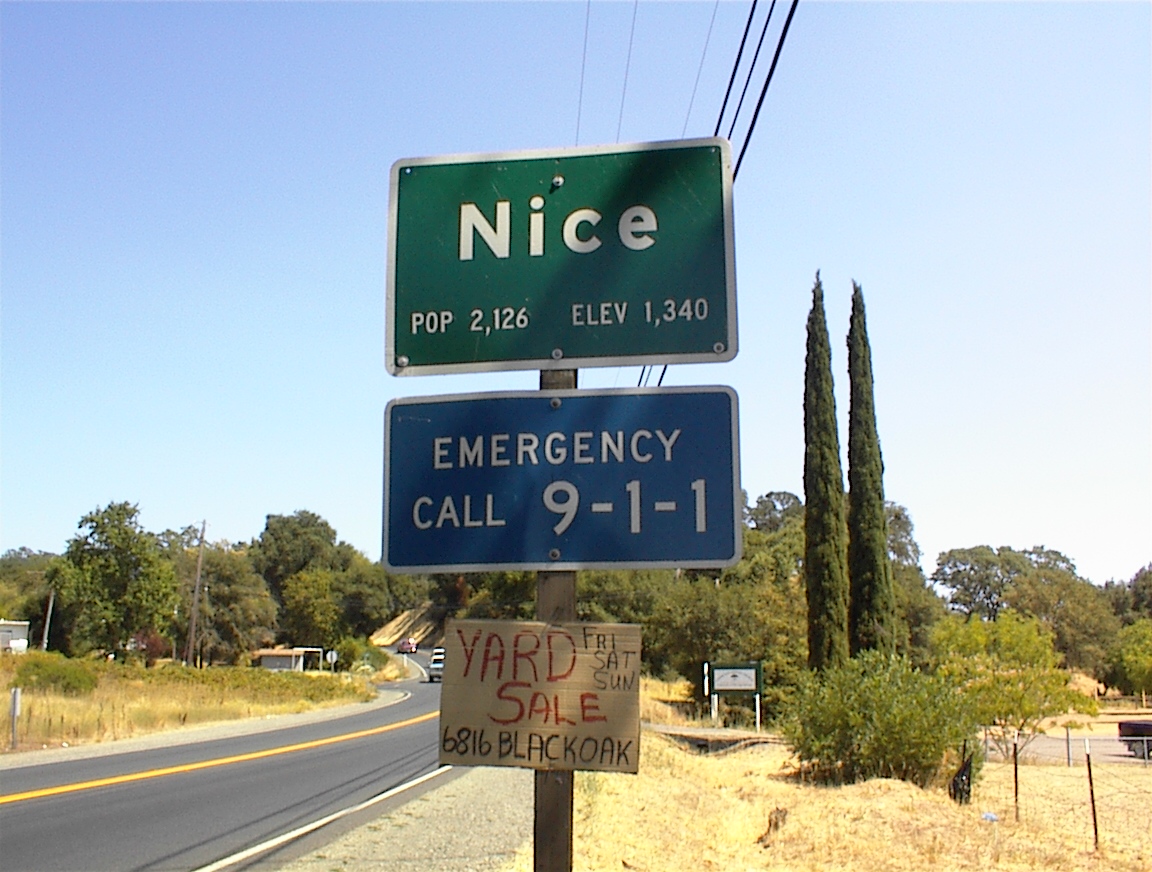 Nice
POP 2,126 ELEV 1,340
EMERGENCY
CALL 9-1-1
YARD
SALE
FRI
SAT
SUN
6816 BLACKOAK